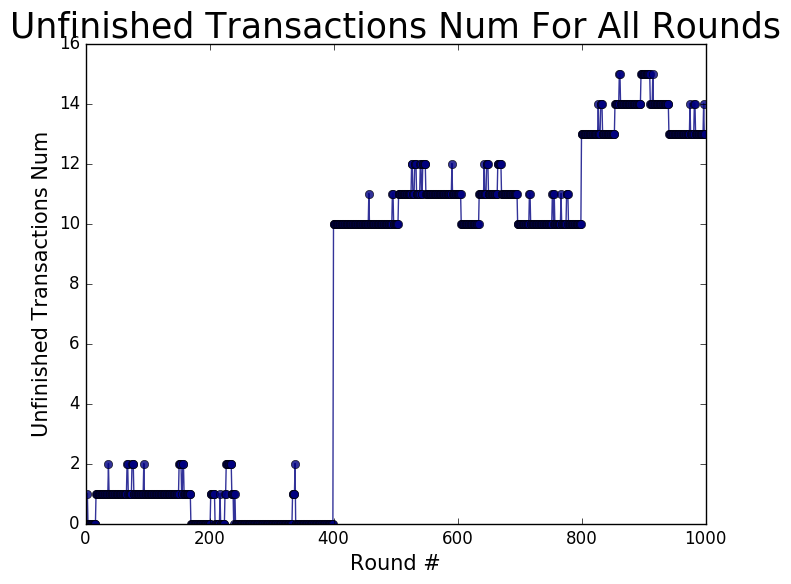 Unfinished Transactions Num For All Rounds
16
14
12
10
8
6
4
2
0
Unfinished Transactions Num
0 200 400 600 800 1000
Round #